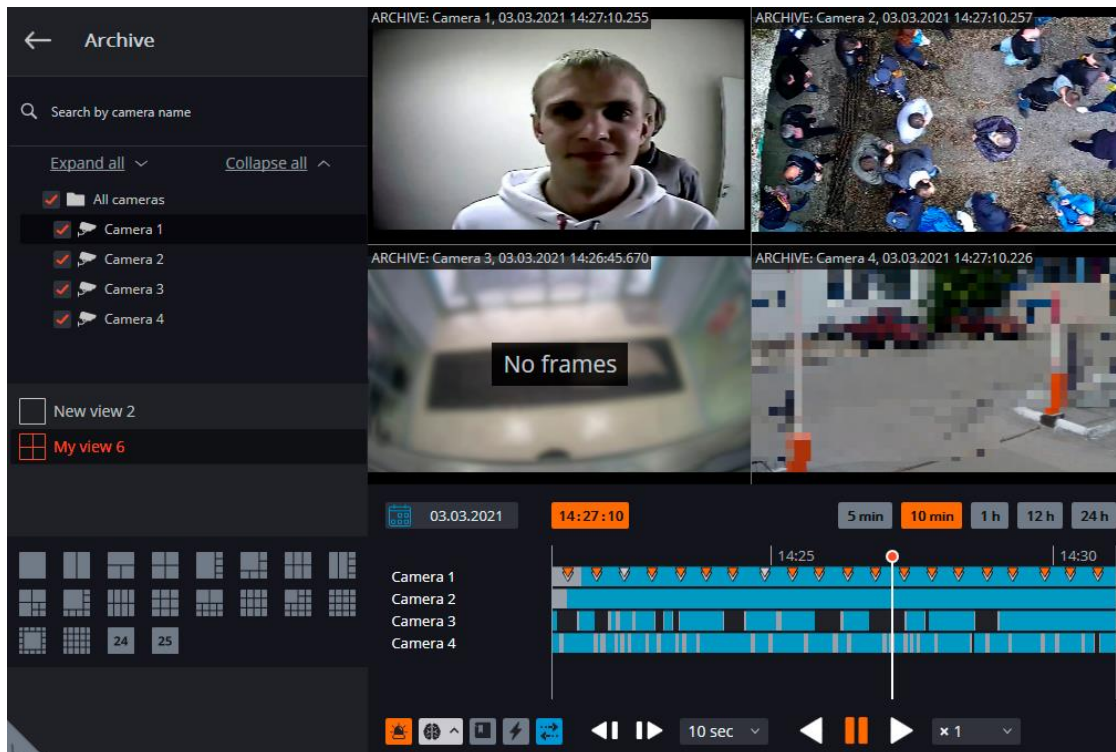 Archive
Search by camera name
Expand all Collapse all
All cameras
Camera 1
Camera 2
Camera 3
Camera 4
New view 2
My view 6
24 25
ARCHIVE: Camera 1, 03.03.2021 14:27:10.255
ARCHIVE: Camera 2, 03.03.2021 14:27:10.257
ARCHIVE: Camera 3, 03.03.2021 14:26:45.670
No frames
ARCHIVE: Camera 4, 03.03.2021 14:27:10.226
03.03.2021 14:27:10 5 min 10 min 1 h 12 h 24 h
14:25 14:30
Camera 1
Camera 2
Camera 3
Camera 4
10 sec × 1